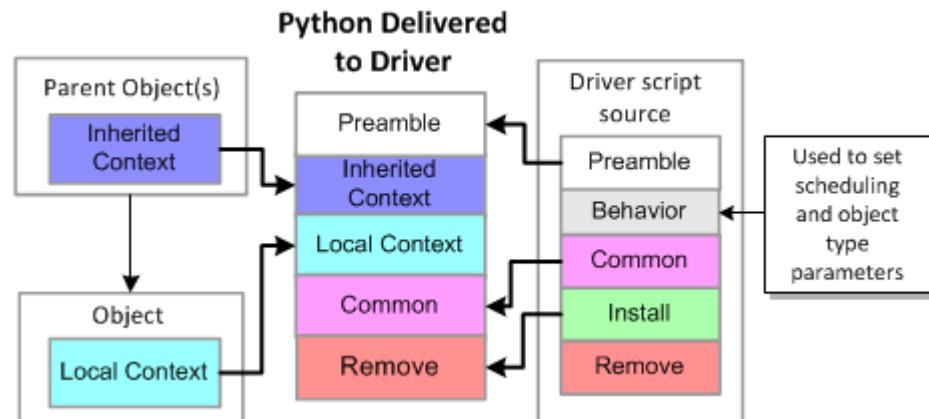 Python Delivered
to Driver
Parent Object(s)
Inherited
Context
Object
Local Context
Preamble
Inherited
Context
Local Context
Common
Remove
Driver script
source
Preamble
Behavior
Common
Install
Remove
Used to set
scheduling
and object
type
parameters